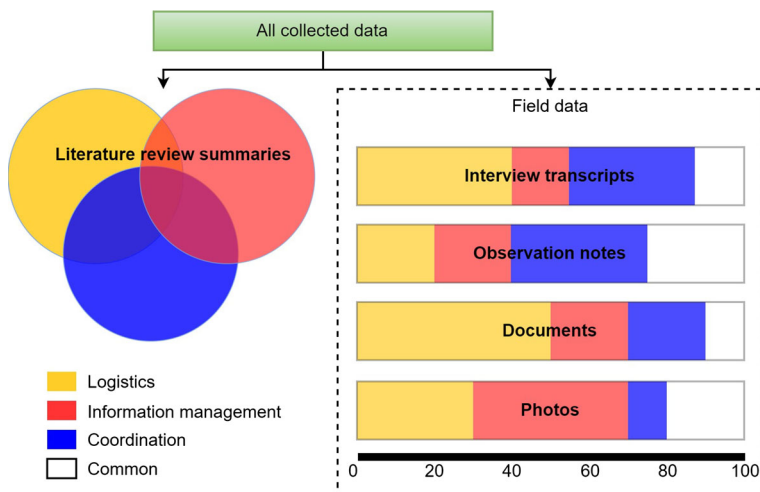 All collected data
Literature review summaries
Field data
Interview transcripts
Observation notes
Documents
Photos
0 20 40 60 80 100
Logistics
Information management
Coordination
Common